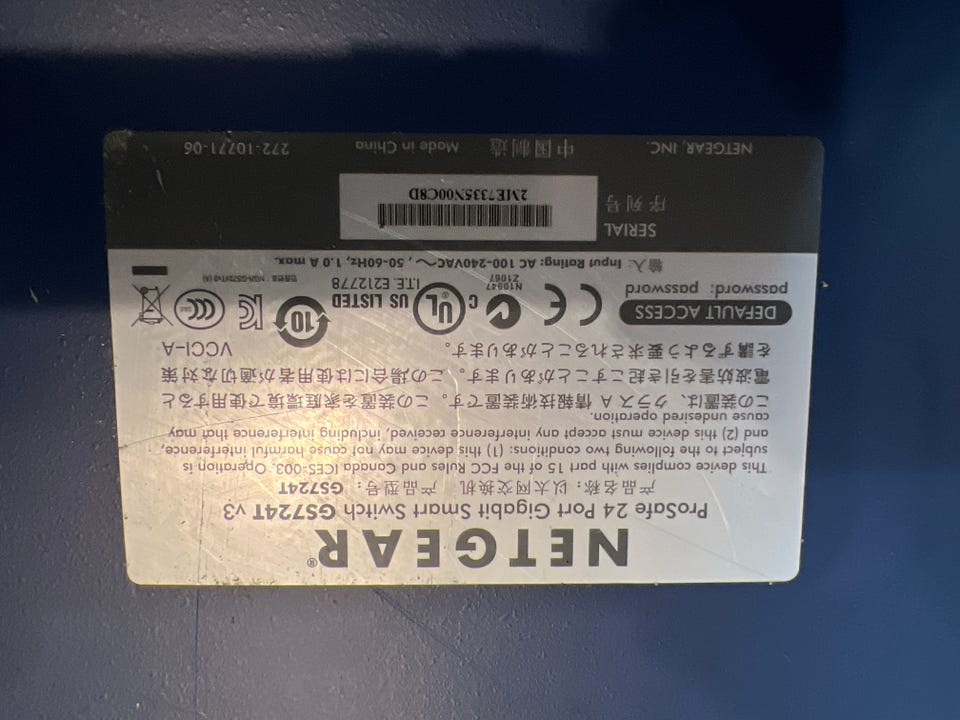 NETGEAR®
ProSafe 24 Port Gigabit Smart Switch GS724T v3
产品名称: 以太网交换机 产品型号: GS724T
This device complies with part 15 of the FCC Rules and Canada ICES-003. Operation is
subject to the following two conditions: (1) this device may not cause harmful interference,
and (2) this device must accept any interference received, including interference that may
cause undesired operation.
この装置は、クラス A 情報技術装置です。この装置を家庭環境で使用すると
電波妨害を引き起こすことがあります。この場合には使用者が適切な対策
を講ずるよう要求されることがあります。 VCCI-A
DEFAULT ACCESS
password: password
CE
N10947
Z1067
C UL US LISTED
I.T.E. E212778
10
CCC
输入: Input Rating: AC 100-240VAC~, 50-60Hz, 1.0 A max.
SERIAL
序列号
2ME7335N00C8D
NETGEAR, INC. 中国制造 Made in China 272-10771-06